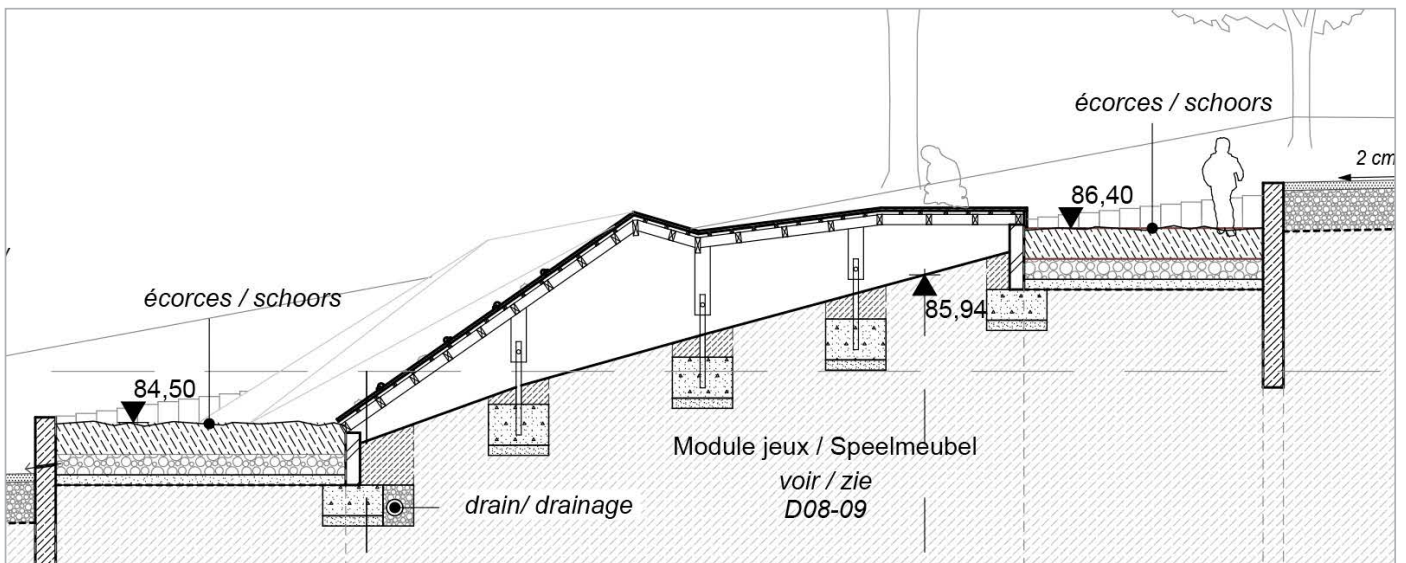 écorces / schoors
2 cm
86,40
écorces / schoors
85,94
84,50
Module jeux / Speelmeubel
voir / zie
drain/ drainage
D08-09